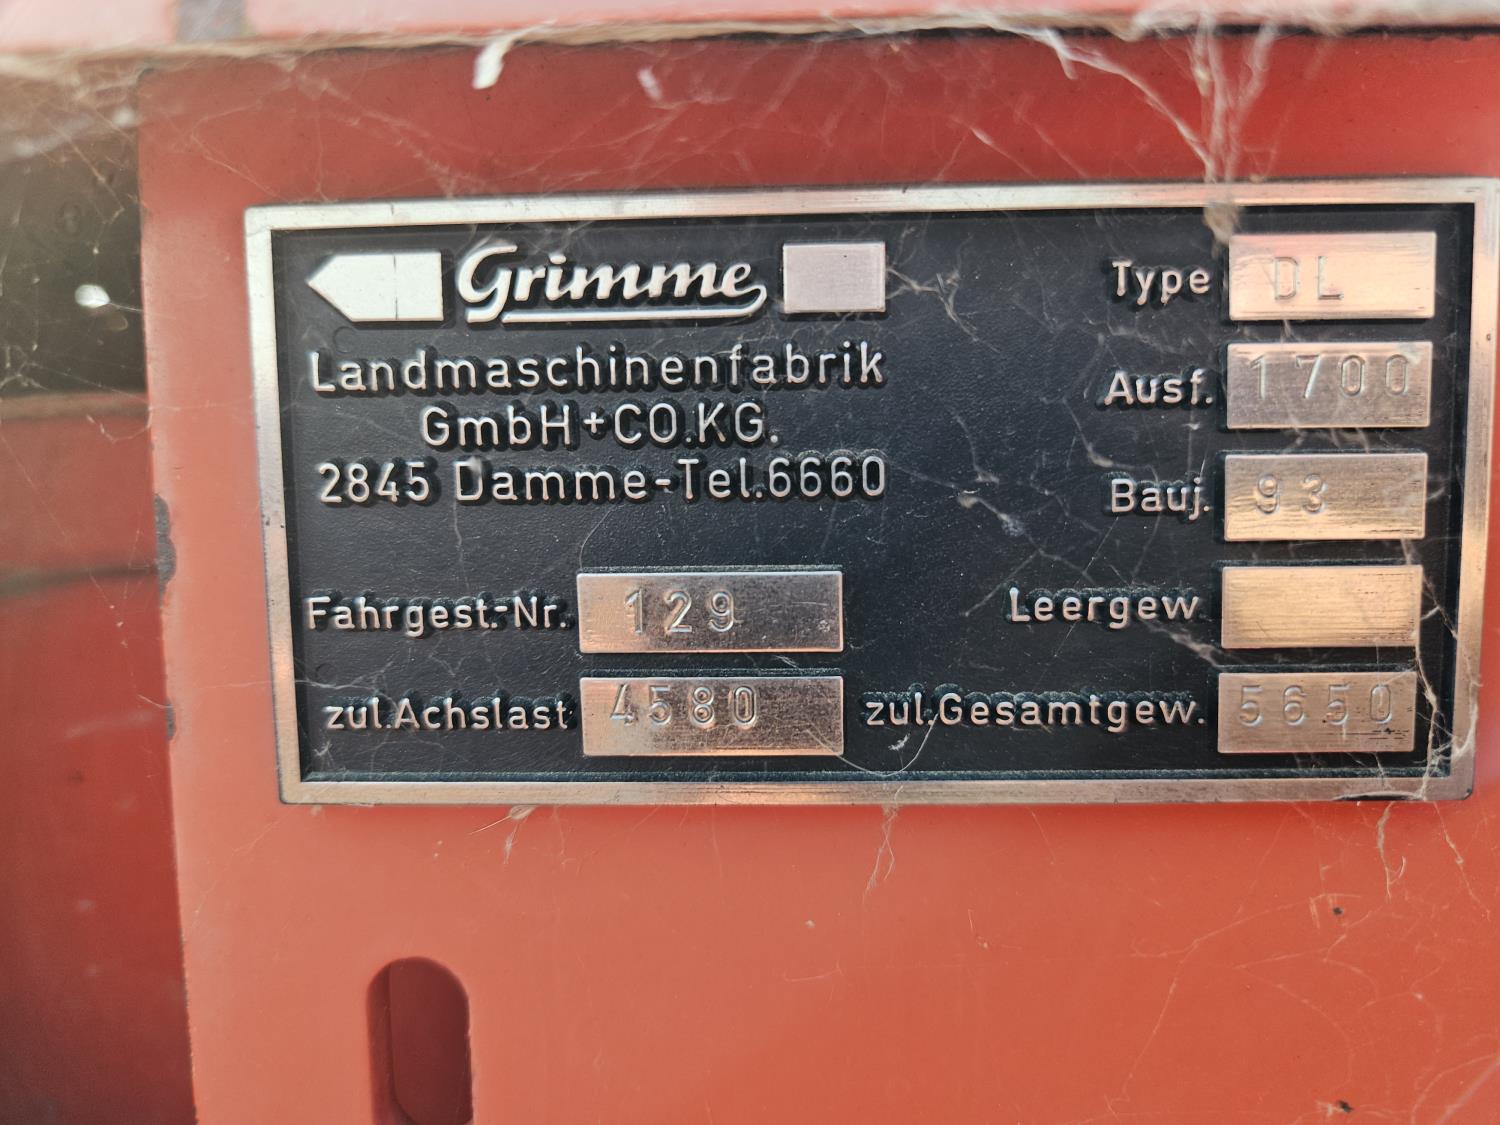 Grimme
Landmaschinenfabrik
GmbH+CO.KG.
2845 Damme-Tel.6660
Type DL
Ausf. 1700
Bauj. 93
Fahrgest.-Nr. 129
Leergew.
zul.Achslast 4580
zul.Gesamtgew. 5650